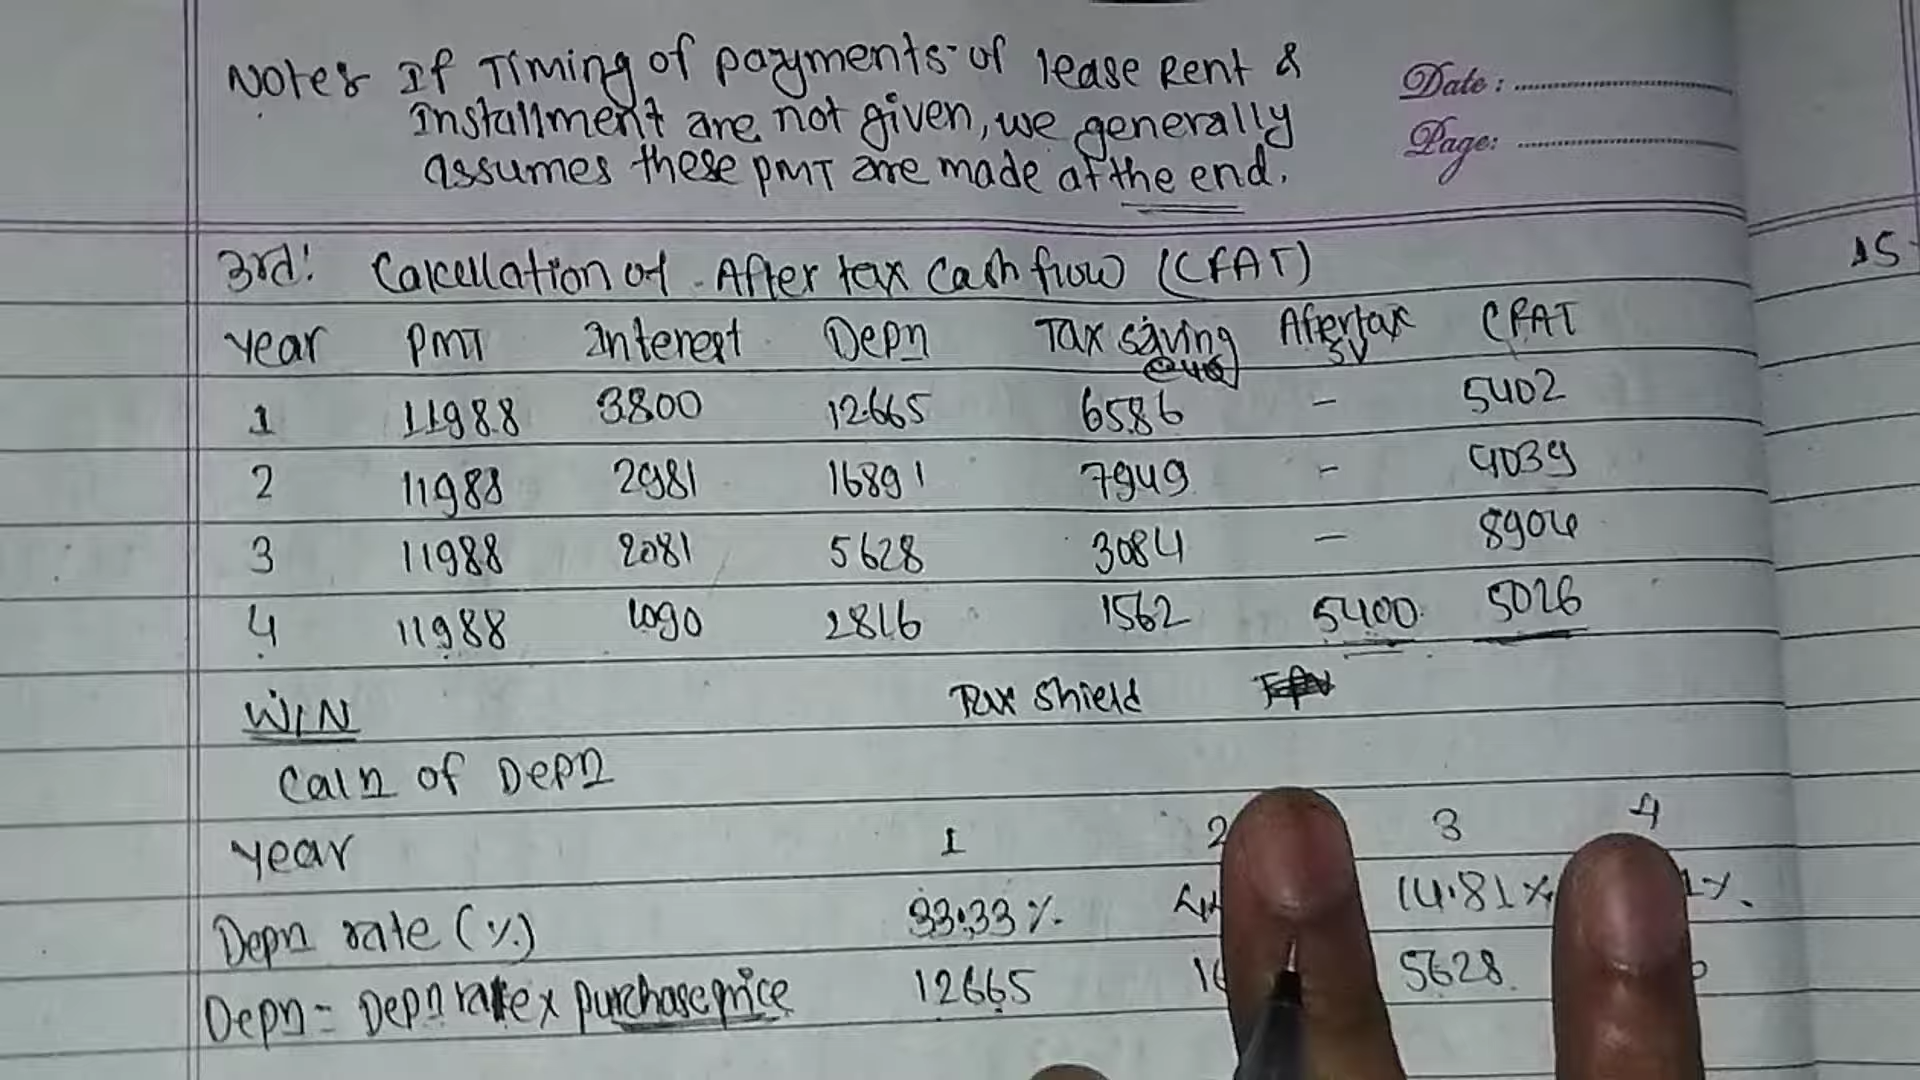 Notes If Timing of payments of lease Rent &
Installment are not given, we generally
assumes these PMT are made at the end.
Date :
Page:
15
3rd: Calcullation of After tax Cash flow (CFAT)
Year PMT Interest Depn Tax saving @40% Aftertax SV CFAT
1 11988 3800 12665 6586 - 5402
2 11988 2981 16891 7949 - 4039
3 11988 2081 5628 3084 - 8904
4 11988 1090 2816 1562 5400 5026
W/N Tax Shield
Caln of Depn
Year 1 2 3 4
Depn rate (%) 33.33% 14.81%
Depn = Depn rate x purchase price 12665 5628